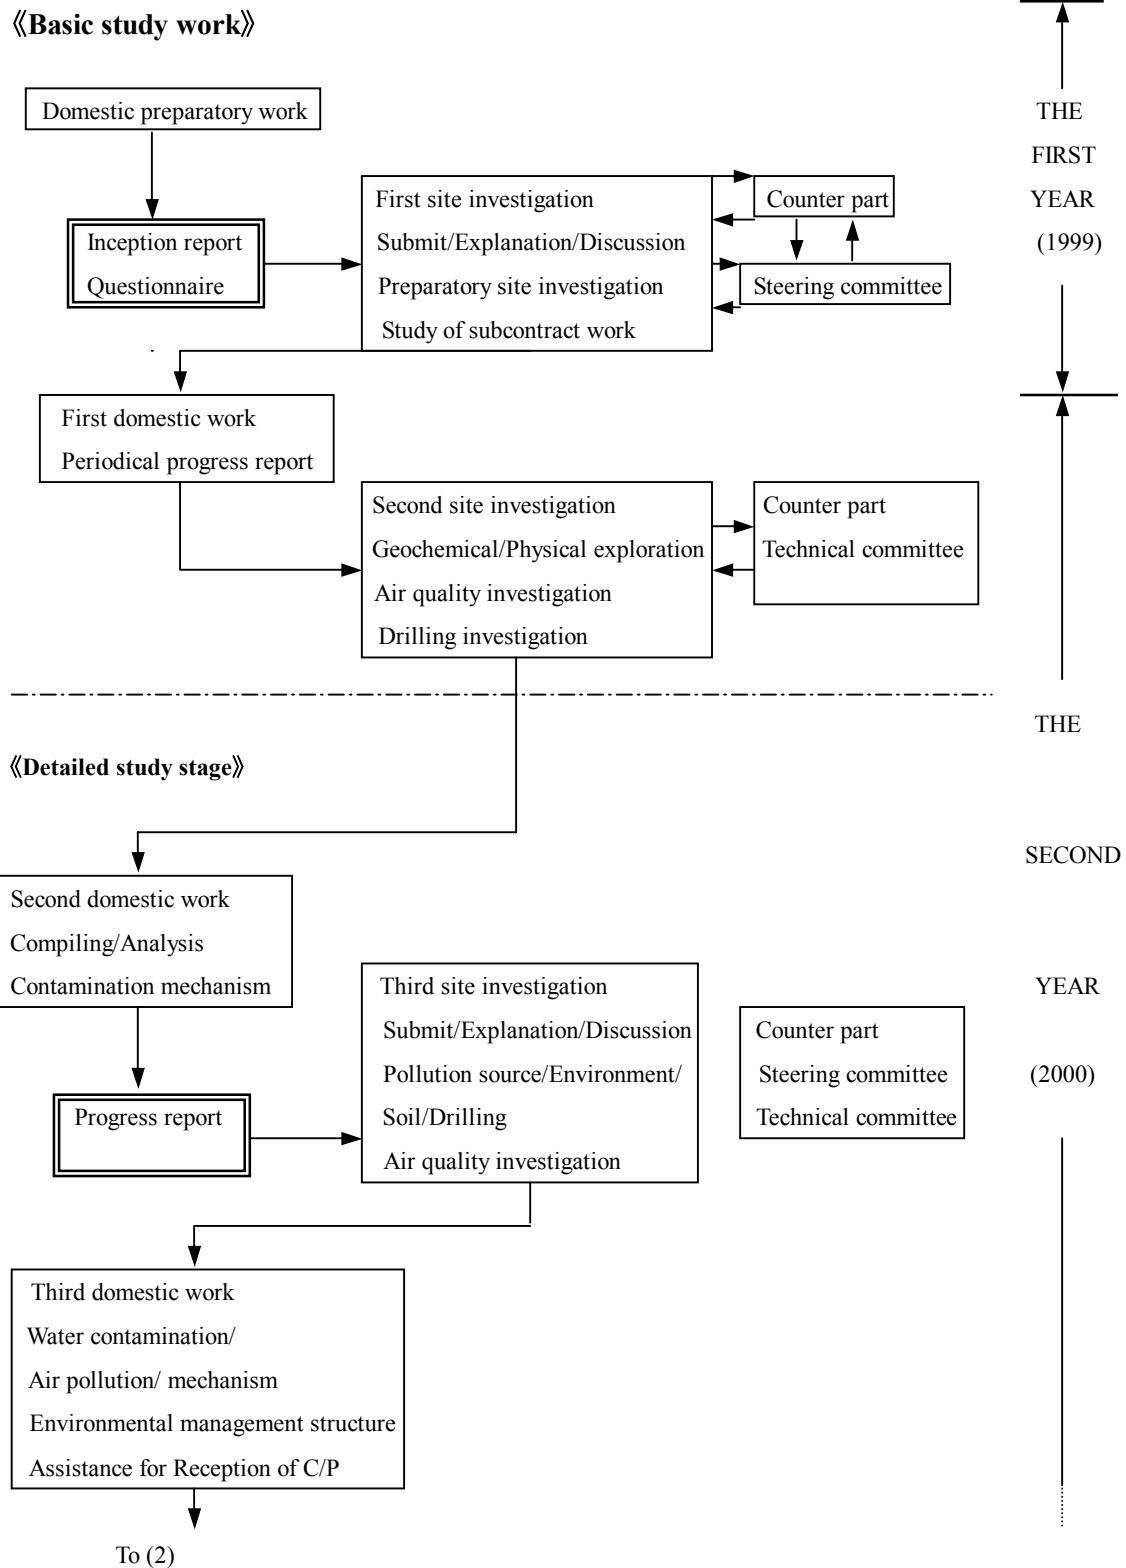 《Basic study work》
Domestic preparatory work
Inception report
Questionnaire
First site investigation
Submit/Explanation/Discussion
Preparatory site investigation
Study of subcontract work
Counter part
Steering committee
THE
FIRST
YEAR
(1999)
First domestic work
Periodical progress report
Second site investigation
Geochemical/Physical exploration
Air quality investigation
Drilling investigation
Counter part
Technical committee
《Detailed study stage》
THE
SECOND
YEAR
(2000)
Second domestic work
Compiling/Analysis
Contamination mechanism
Progress report
Third site investigation
Submit/Explanation/Discussion
Pollution source/Environment/
Soil/Drilling
Air quality investigation
Counter part
Steering committee
Technical committee
Third domestic work
Water contamination/
Air pollution/ mechanism
Environmental management structure
Assistance for Reception of C/P
To (2)